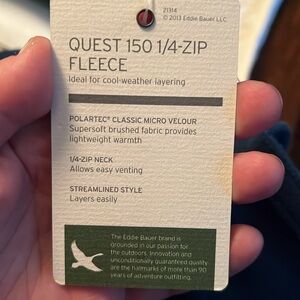 21314
© 2013 Eddie Bauer LLC
QUEST 150 1/4-ZIP
FLEECE
Ideal for cool-weather layering
POLARTEC® CLASSIC MICRO VELOUR
Supersoft brushed fabric provides
lightweight warmth
1/4-ZIP NECK
Allows easy venting
STREAMLINED STYLE
Layers easily
The Eddie Bauer brand is
grounded in our passion for
the outdoors. Innovation and
unconditionally guaranteed quality
are the hallmarks of more than 90
years of adventure outfitting.